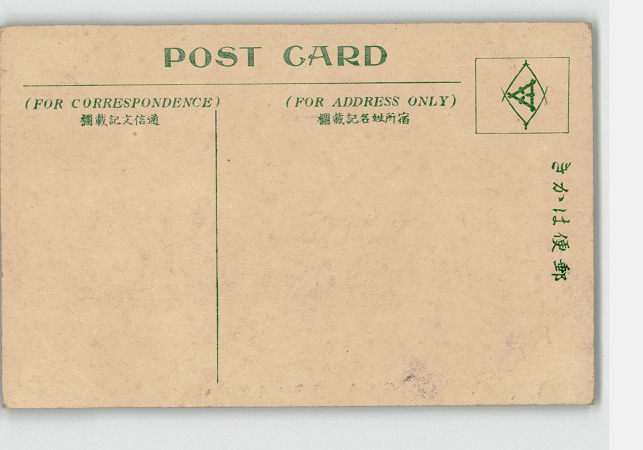 POST CARD
(FOR CORRESPONDENCE)
欄載記文信通
(FOR ADDRESS ONLY)
欄載記名姓所宿
きかは便郵